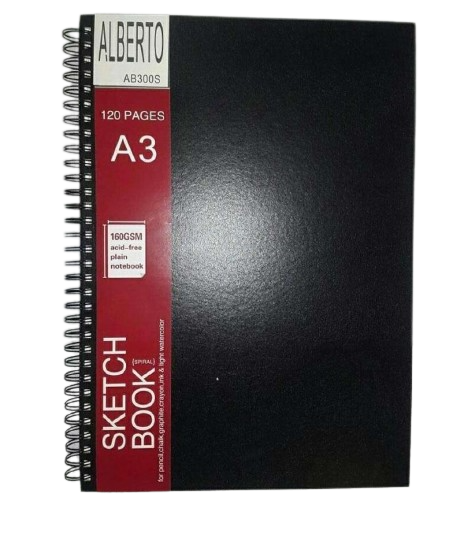 ALBERTO
AB300S
120 PAGES
A3
160GSM
acid-free
plain
notebook
SKETCH
BOOK (SPIRAL)
for pencil,chalk,graphite,crayon,ink & light watercolor